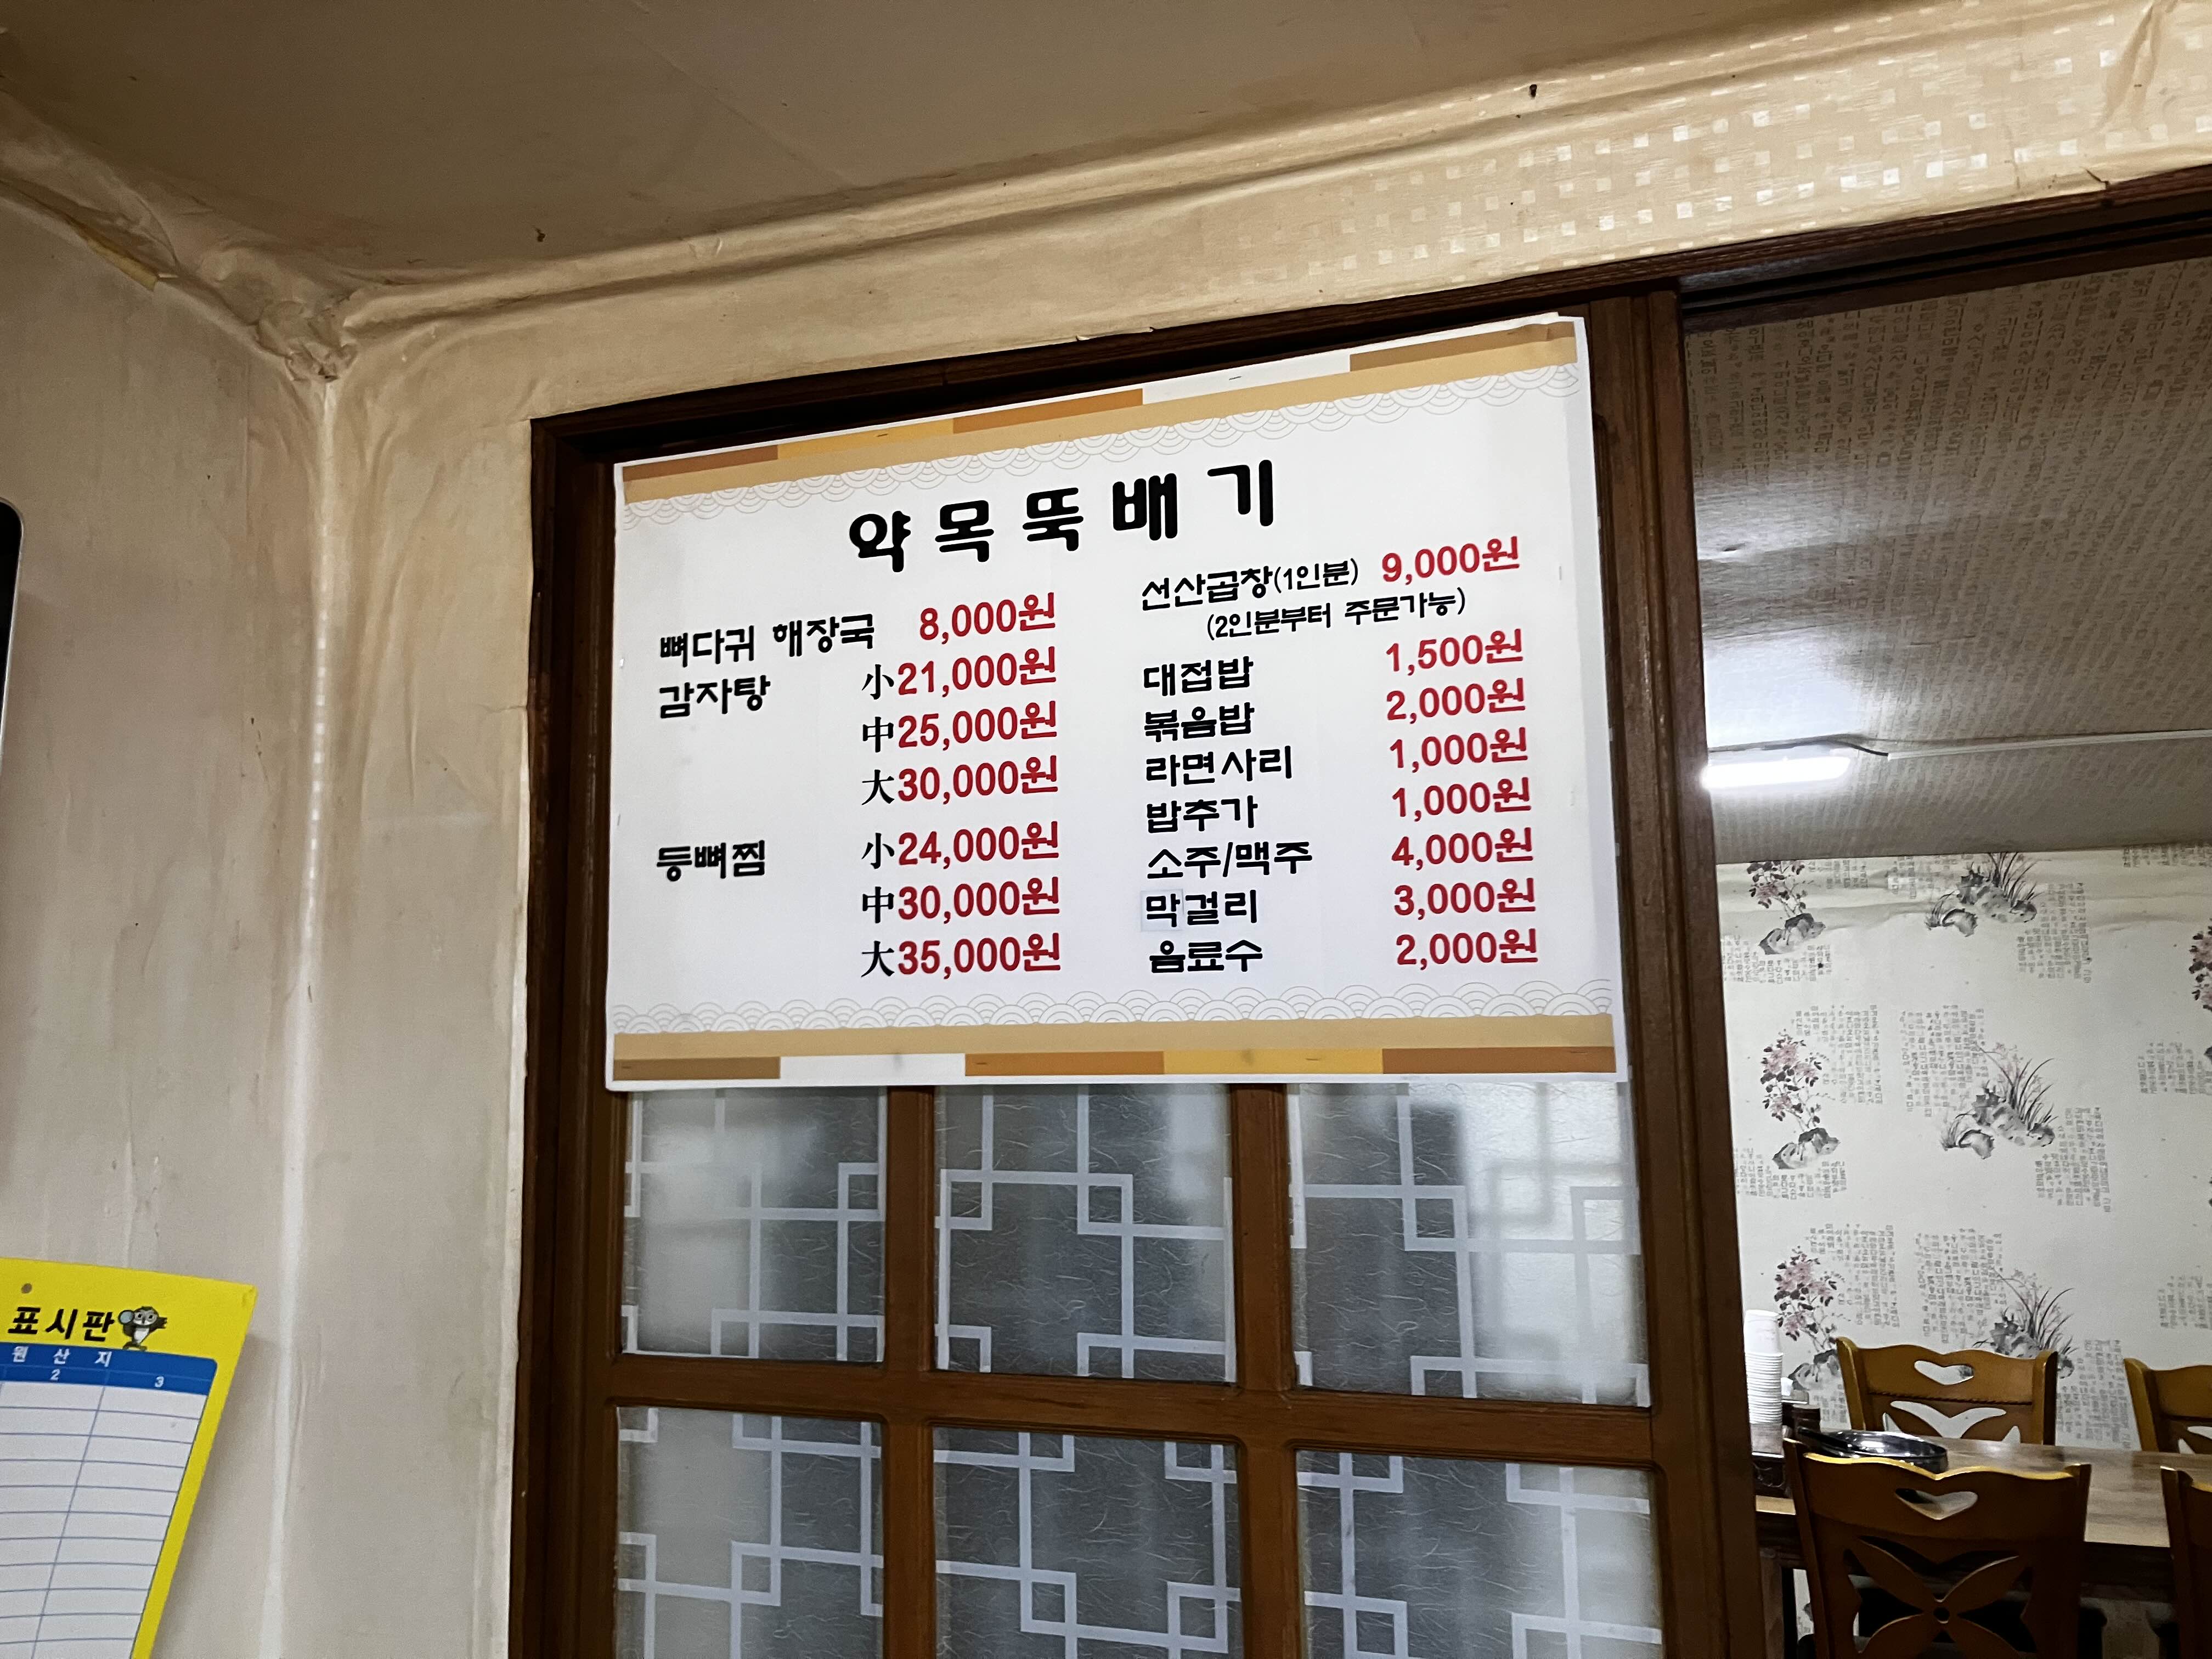 약목뚝배기
뼈다귀 해장국 8,000원
감자탕 小21,000원
中25,000원
大30,000원
등뼈찜 小24,000원
中30,000원
大35,000원
선산곱창(1인분) 9,000원
(2인분부터 주문가능)
대접밥 1,500원
볶음밥 2,000원
라면사리 1,000원
밥추가 1,000원
소주/맥주 4,000원
막걸리 3,000원
음료수 2,000원
표시판
원산지
2 3